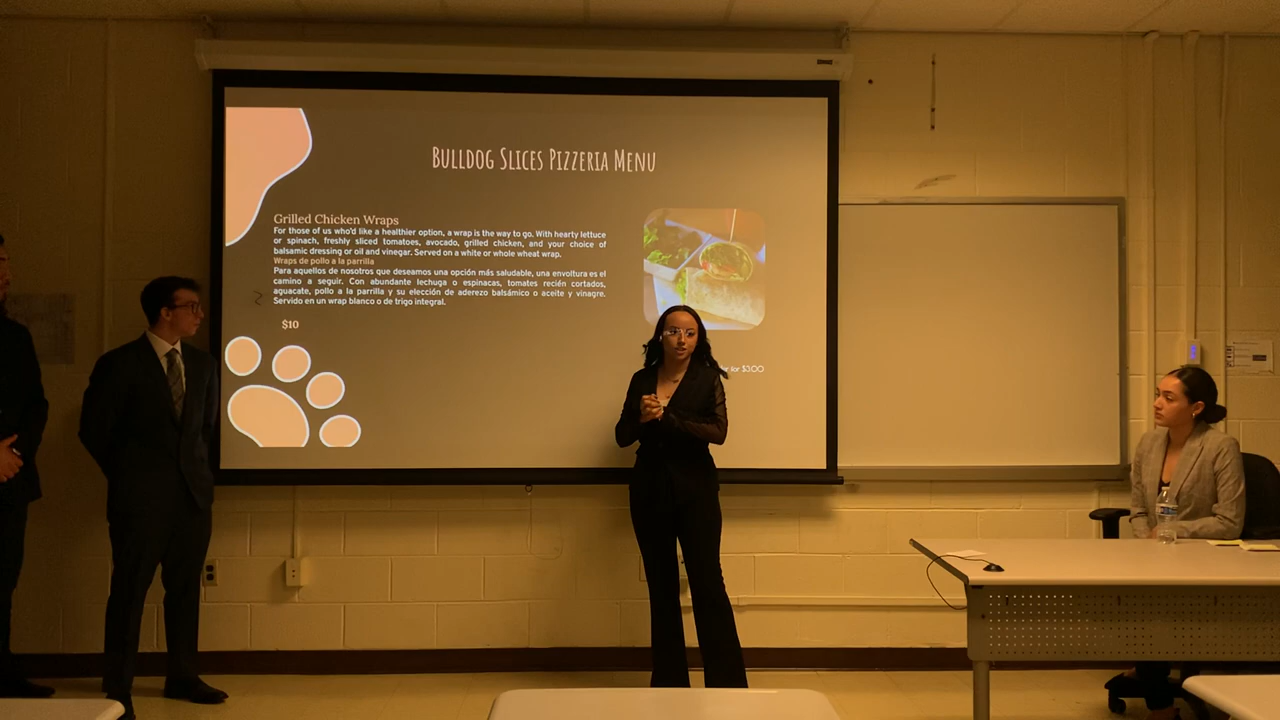 Bulldog Slices Pizzeria Menu
Grilled Chicken Wraps
For those of us who'd like a healthier option, a wrap is the way to go. With hearty lettuce
or spinach, freshly sliced tomatoes, avocado, grilled chicken, and your choice of
balsamic dressing or oil and vinegar. Served on a white or whole wheat wrap.
Wraps de pollo a la parrilla
Para aquellos de nosotros que deseamos una opción más saludable, una envoltura es el
camino a seguir. Con abundante lechuga o espinacas, tomates recién cortados,
aguacate, pollo a la parrilla y su elección de aderezo balsámico o aceite y vinagre.
Servido en un wrap blanco o de trigo integral.
$10
for $3.00